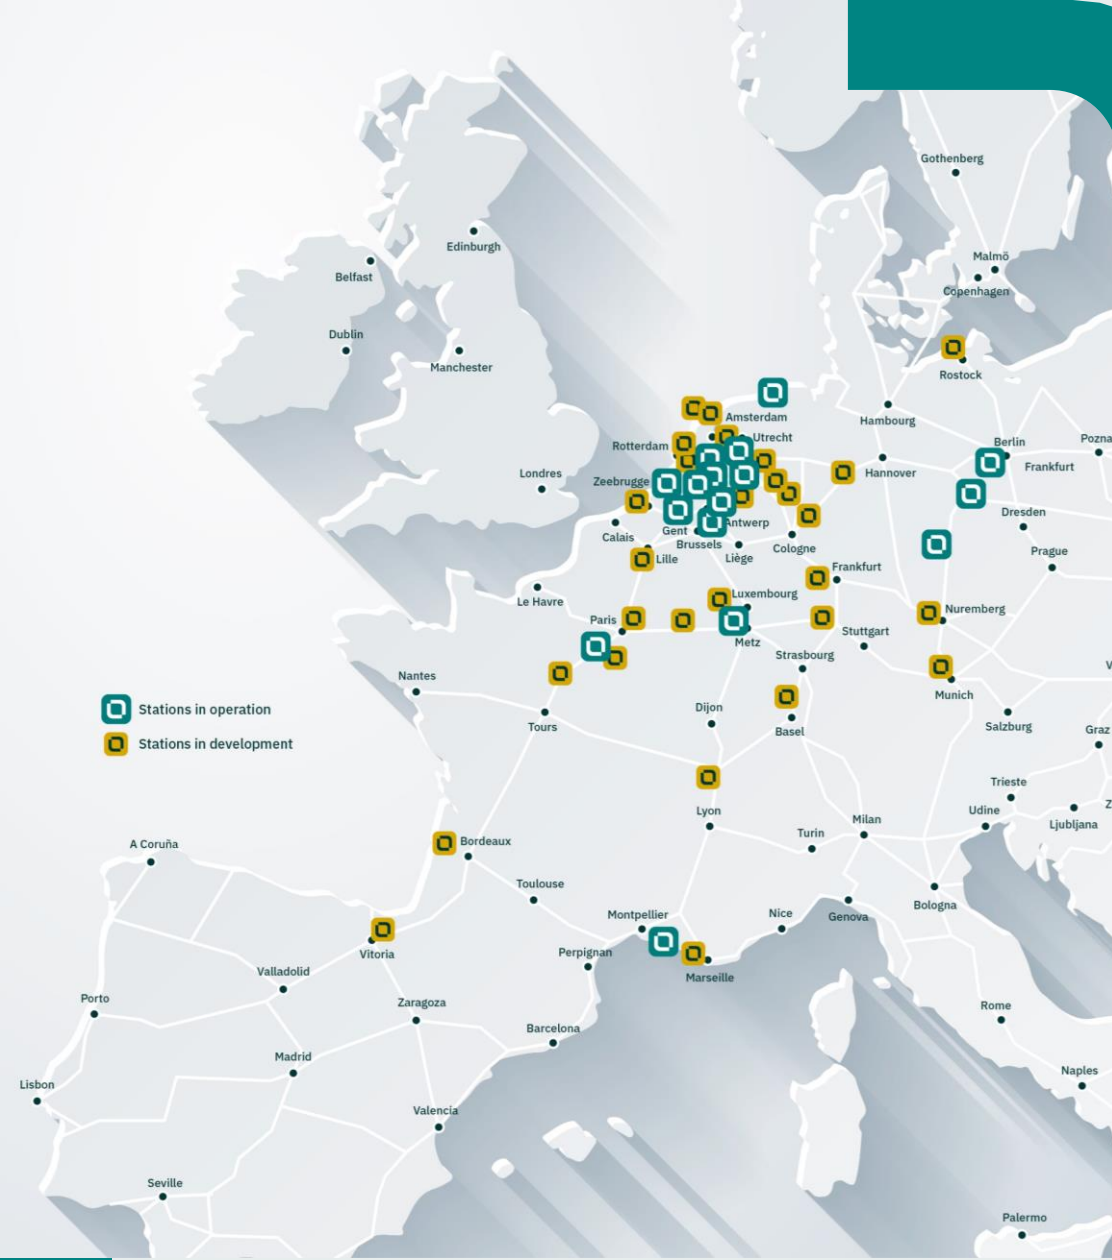 Gothenberg
Malmö
Copenhagen
Edinburgh
Belfast
Dublin
Manchester
Rostock
Amsterdam
Hambourg
Utrecht
Rotterdam
Berlin
Pozna
Hannover
Frankfurt
Londres
Zeebrugge
Dresden
Antwerp
Gent
Calais
Brussels
Cologne
Prague
Lille
Liège
Frankfurt
Le Havre
Luxembourg
Nuremberg
Paris
Stuttgart
Metz
Strasbourg
Nantes
Munich
V
Stations in operation
Dijon
Tours
Basel
Salzburg
Graz
Stations in development
Trieste
Z
Lyon
Udine
Milan
Turin
Ljubljana
A Coruña
Bordeaux
Toulouse
Bologna
Montpellier
Nice
Genova
Vitoria
Perpignan
Valladolid
Marseille
Porto
Zaragoza
Rome
Barcelona
Madrid
Naples
Lisbon
Valencia
Seville
Palermo